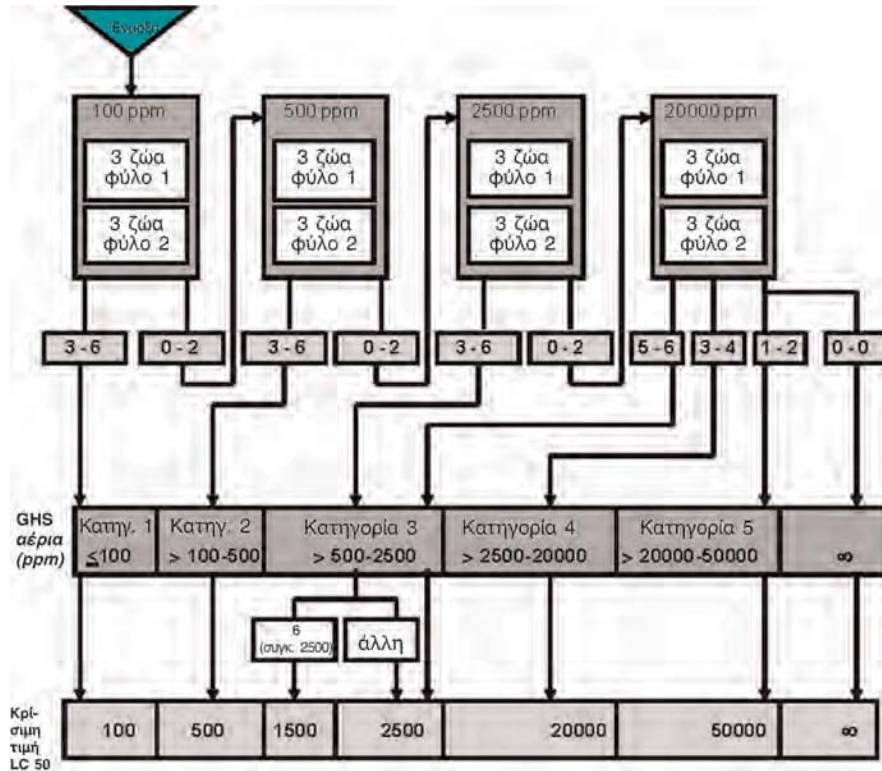 Έναρξη
100 ppm
500 ppm
2500 ppm
20000 ppm
3 ζώα
φύλο 1
3 ζώα
φύλο 1
3 ζώα
φύλο 1
3 ζώα
φύλο 1
3 ζώα
φύλο 2
3 ζώα
φύλο 2
3 ζώα
φύλο 2
3 ζώα
φύλο 2
3 - 6
0 - 2
3 - 6
0 - 2
3 - 6
0 - 2
5 - 6
3 - 4
1 - 2
0 - 0
GHS
αέρια
(ppm)
Κατηγ. 1
≤100
Κατηγ. 2
> 100-500
Κατηγορία 3
> 500-2500
Κατηγορία 4
> 2500-20000
Κατηγορία 5
> 20000-50000
∞
6
(συγκ. 2500)
άλλη
Κρί-
σιμη
τιμή
LC 50
100
500
1500
2500
20000
50000
∞